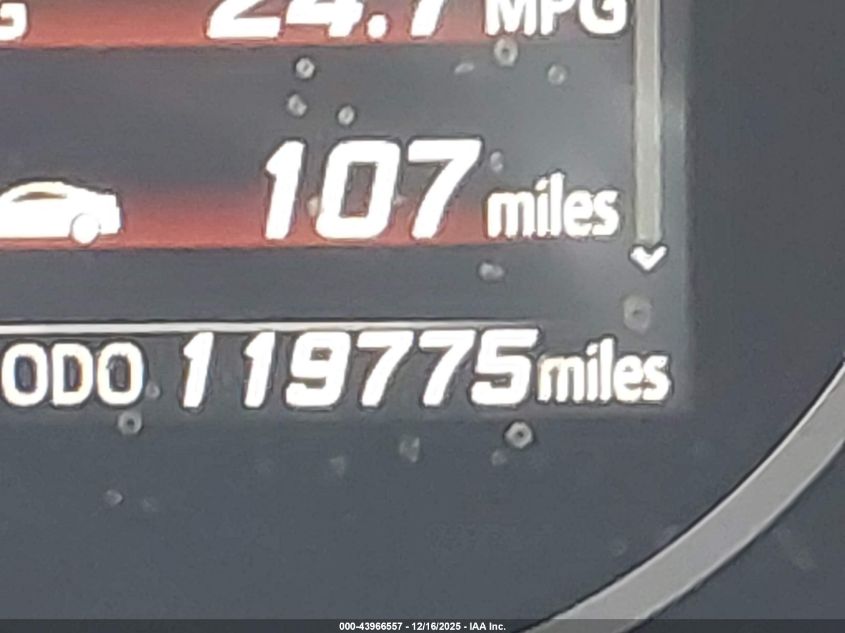 G 24.7 MPG
107 miles
ODO 119775 miles
000-43966557 - 12/16/2025 - IAA Inc.